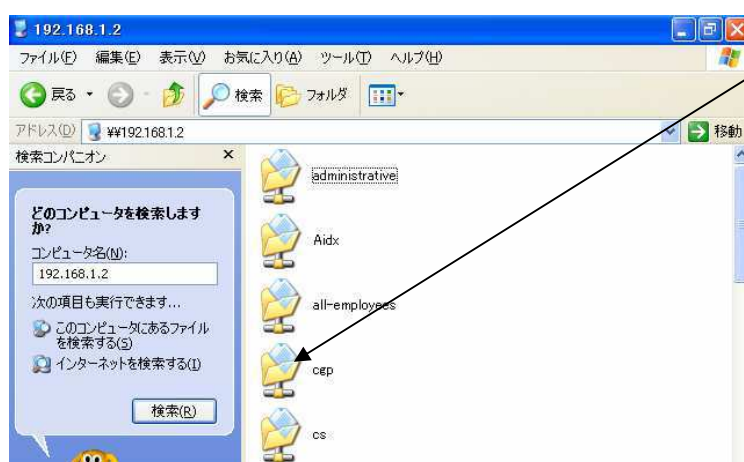 192.168.1.2
ファイル(F) 編集(E) 表示(V) お気に入り(A) ツール(T) ヘルプ(H)
戻る 検索 フォルダ
アドレス(D) ¥¥192.168.1.2 移動
検索コンパニオン ×
administrative
どのコンピュータを検索します
か?
Aidx
コンピュータ名(N):
192.168.1.2
次の項目も実行できます...
all-employees
このコンピュータにあるファイル
を検索する(S)
インターネットを検索する(I)
cgp
検索(R)
cs